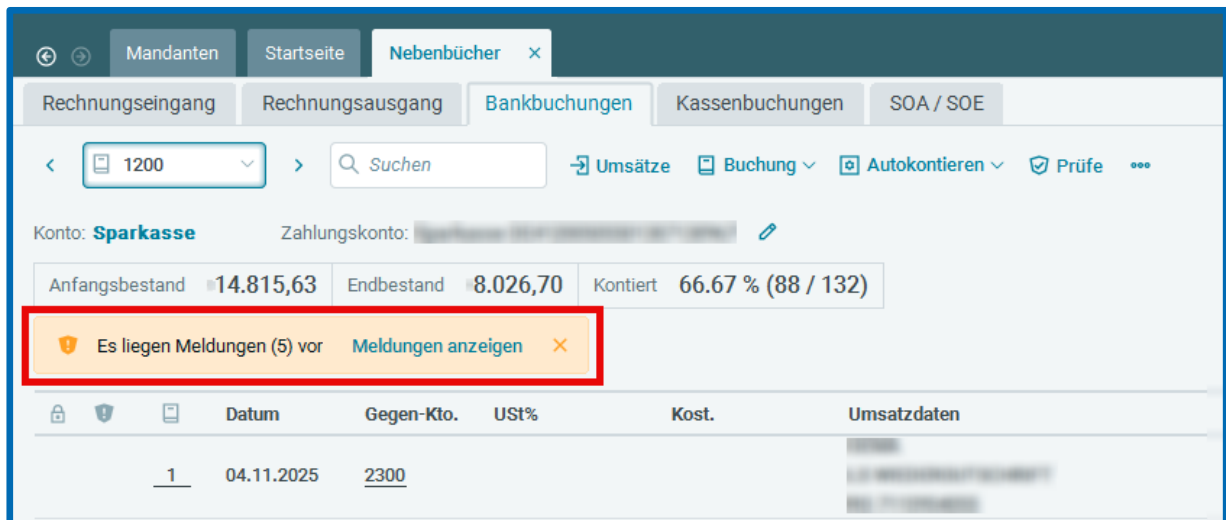 Mandanten Startseite Nebenbücher ×
Rechnungseingang Rechnungsausgang Bankbuchungen Kassenbuchungen SOA / SOE
1200 Suchen Umsätze Buchung Autokontieren Prüfe
Konto: Sparkasse Zahlungskonto:
Anfangsbestand 14.815,63 Endbestand 8.026,70 Kontiert 66.67 % (88 / 132)
Es liegen Meldungen (5) vor Meldungen anzeigen ×
Datum Gegen-Kto. USt% Kost. Umsatzdaten
1 04.11.2025 2300